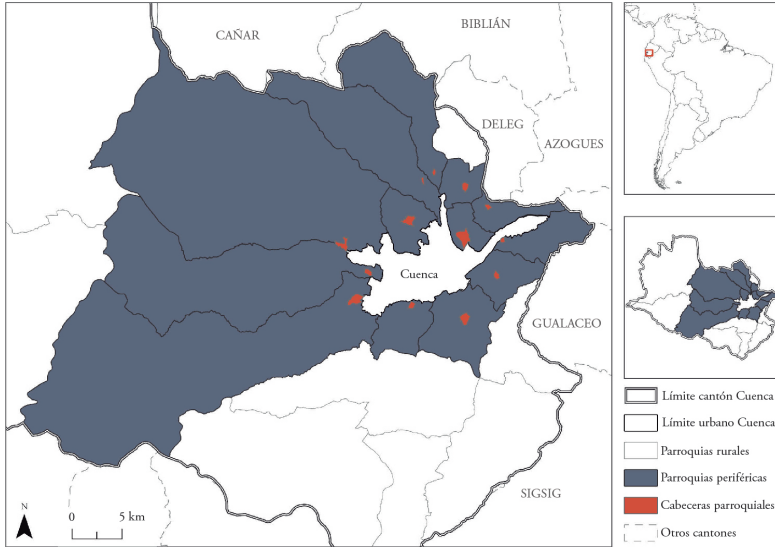 CAÑAR
BIBLIÁN
DELEG
AZOGUES
Cuenca
GUALACEO
SIGSIG
N
0 5 km
Límite cantón Cuenca
Límite urbano Cuenca
Parroquias rurales
Parroquias periféricas
Cabeceras parroquiales
Otros cantones